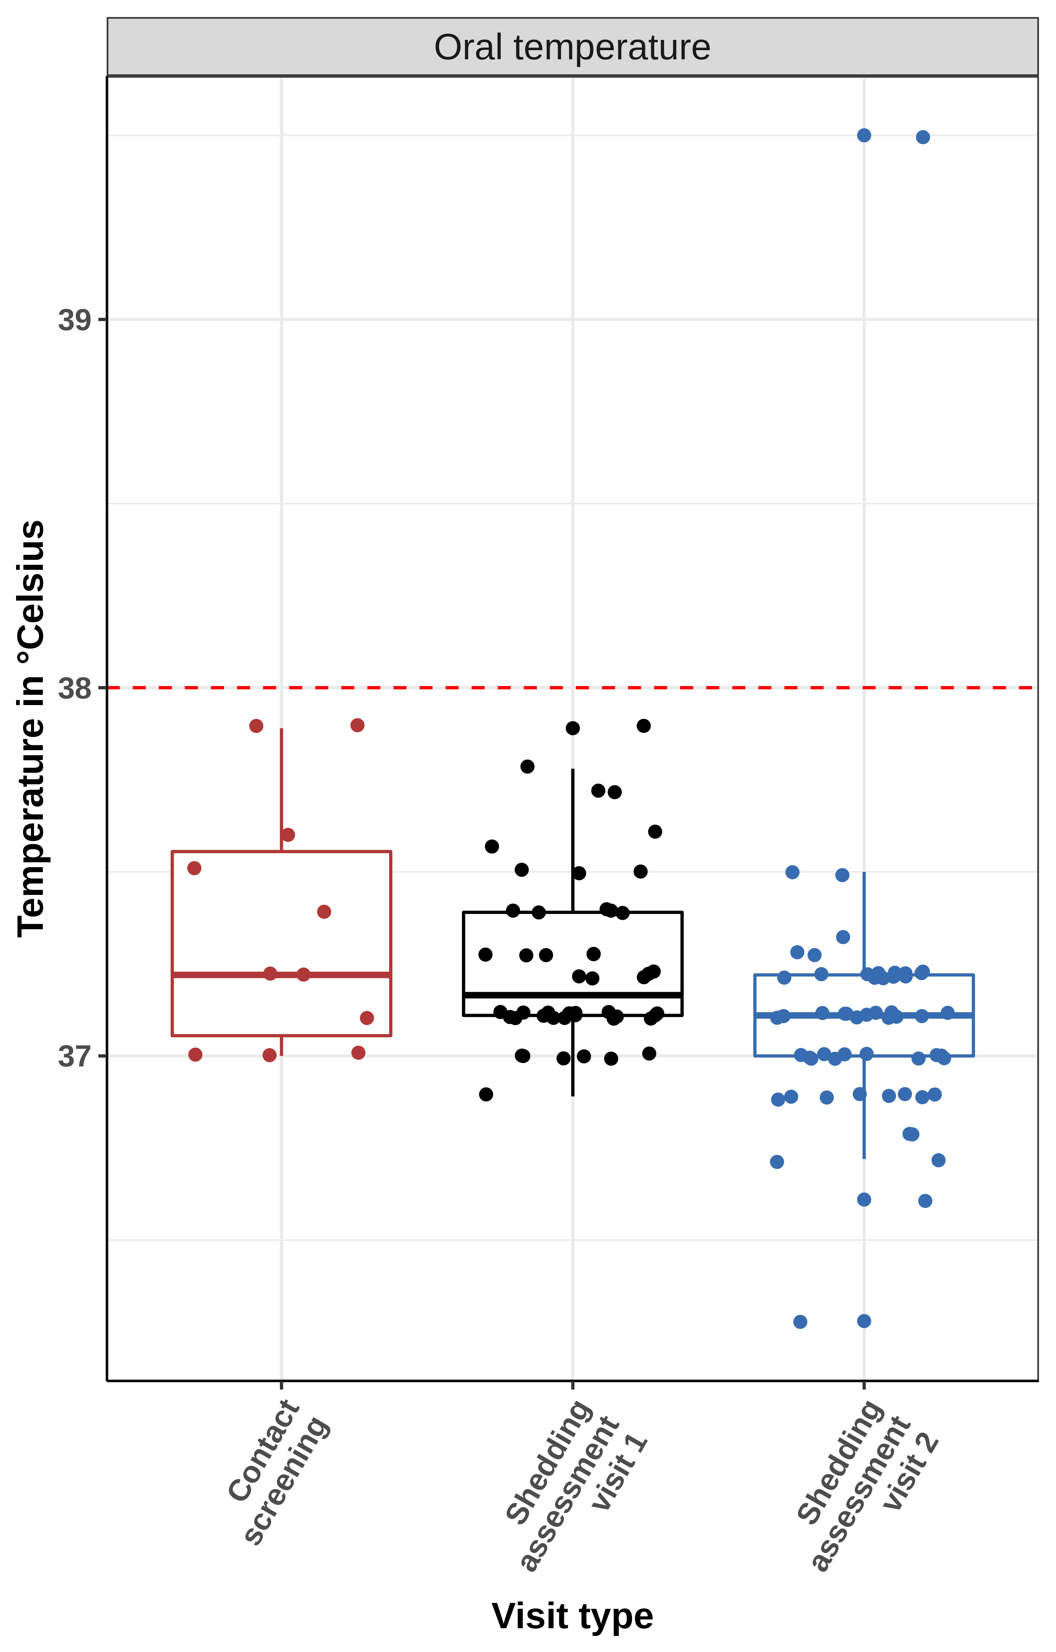 Oral temperature
Temperature in °Celsius
39
38
37
Contact
screening
Shedding
assessment
visit 1
Shedding
assessment
visit 2
Visit type